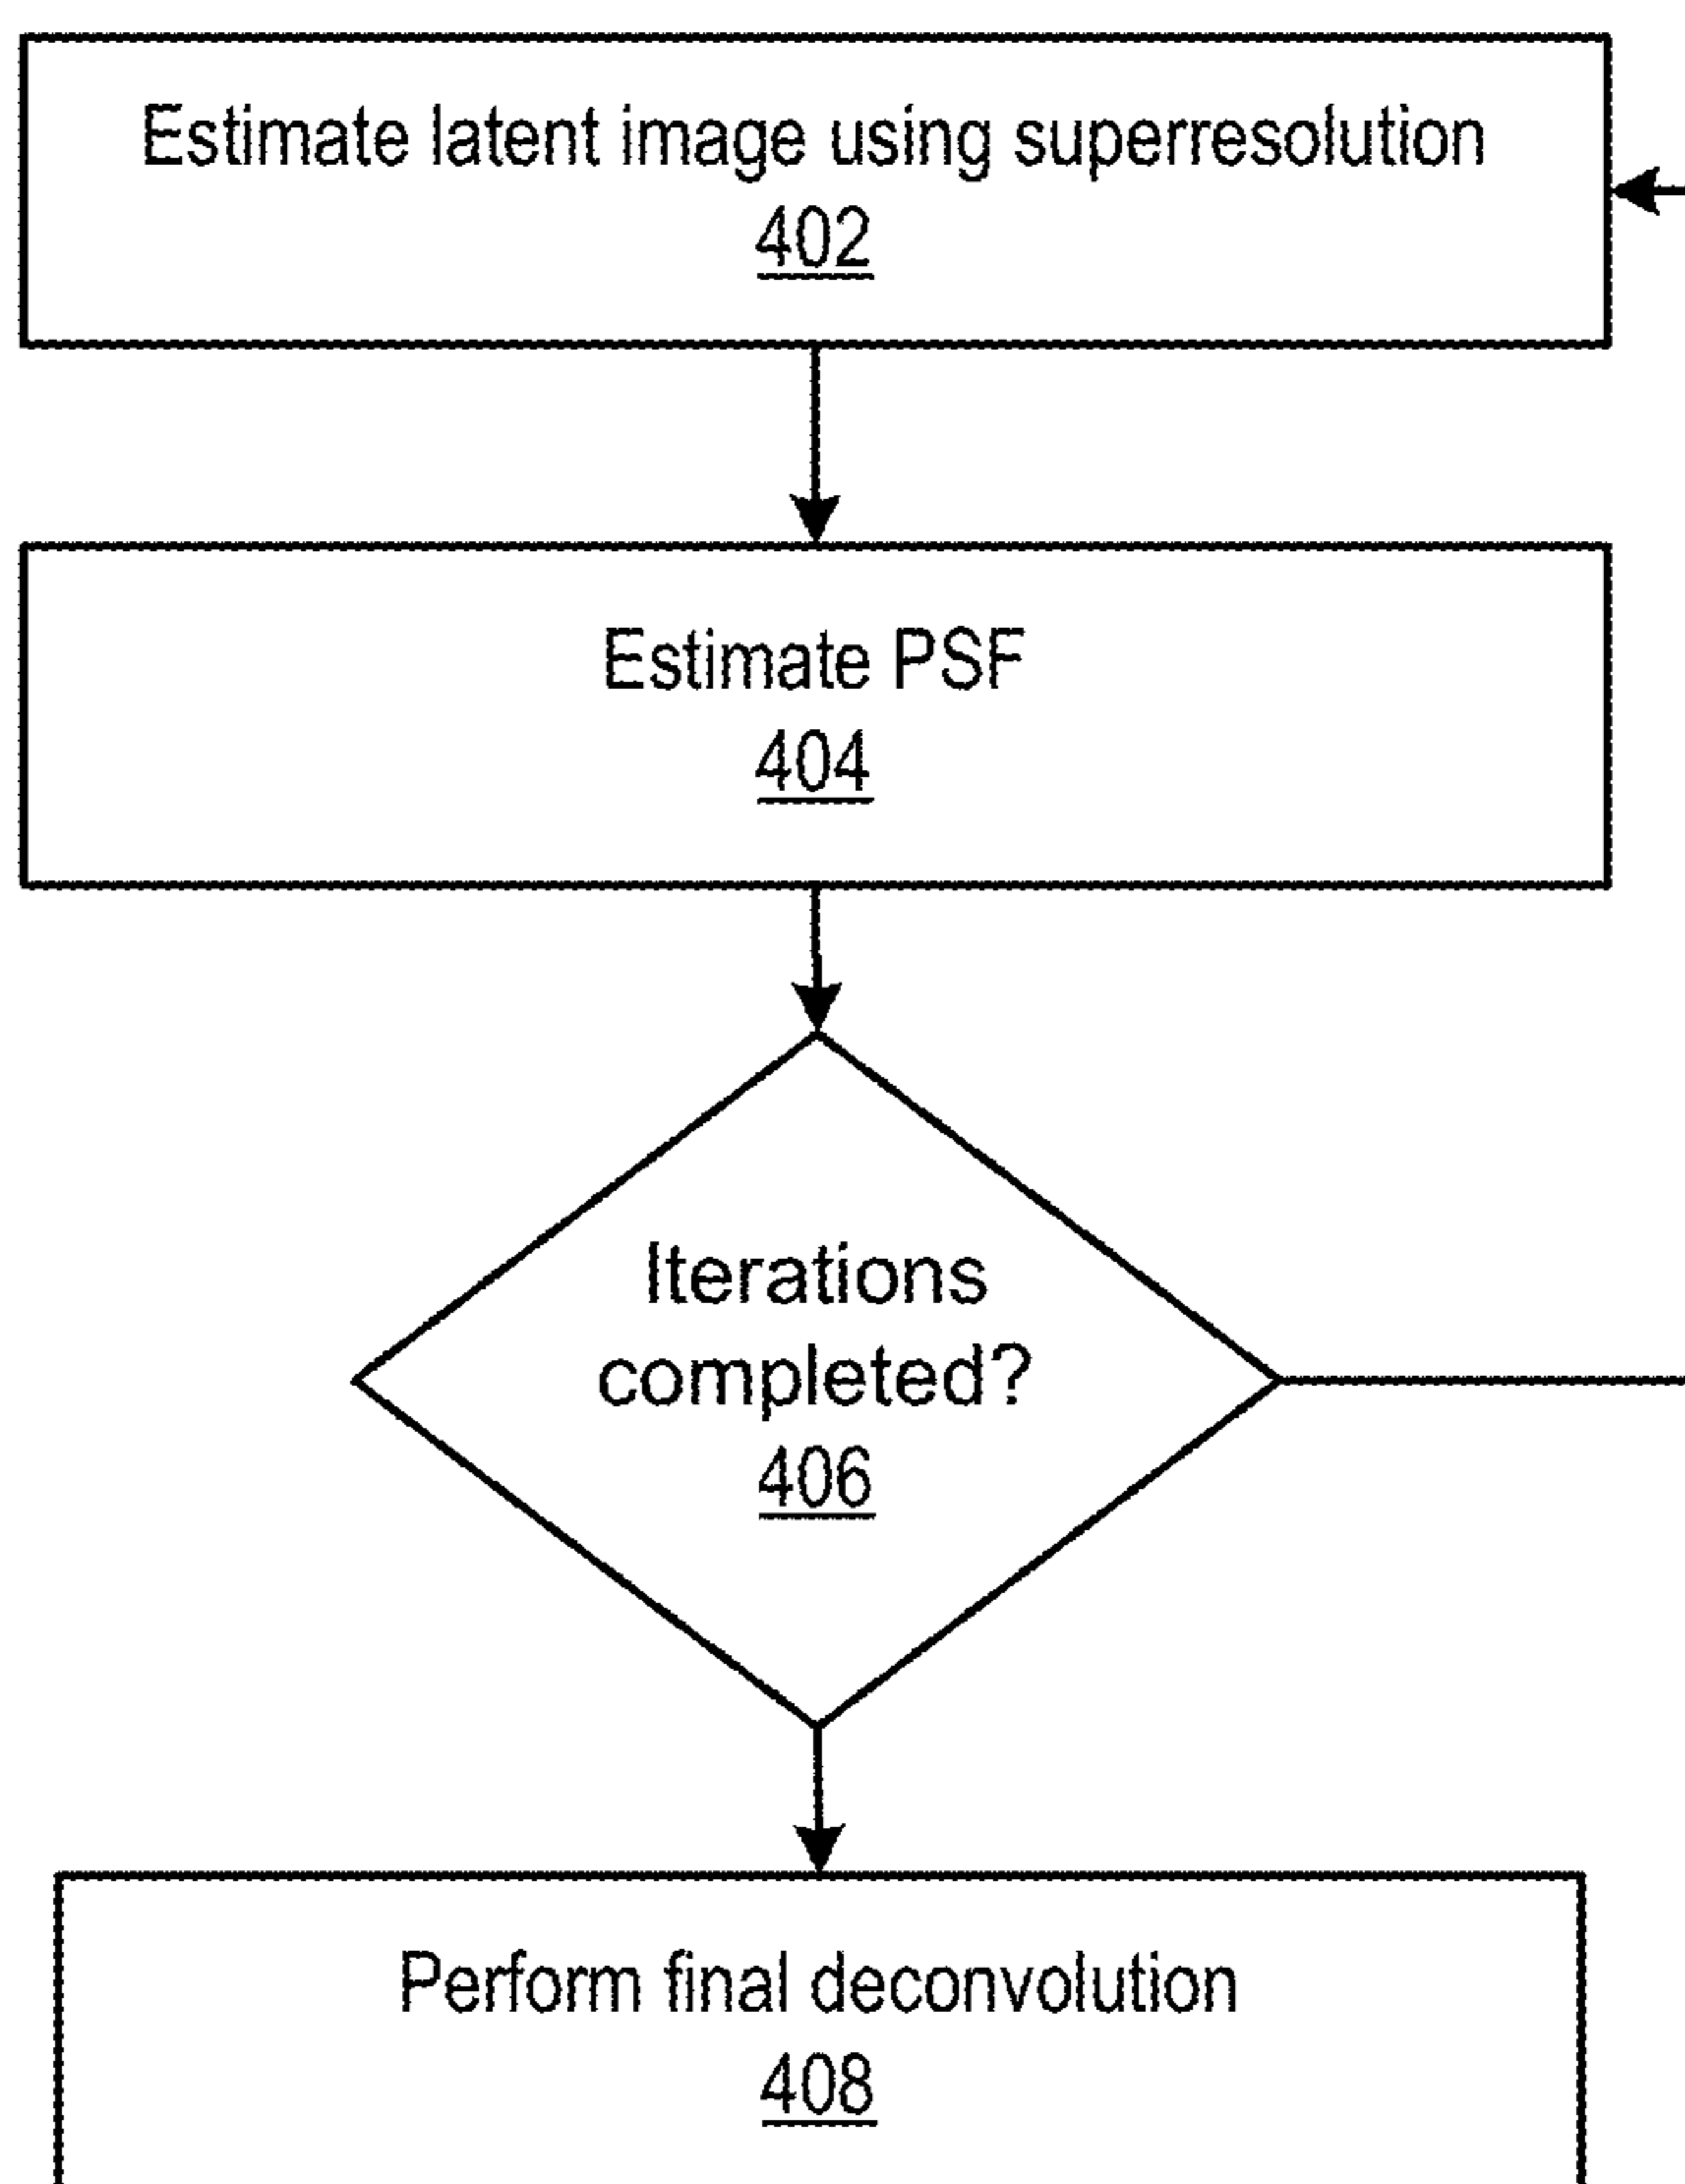 Estimate latent image using superresolution
402
Estimate PSF
404
Iterations
completed?
406
Perform final deconvolution
408